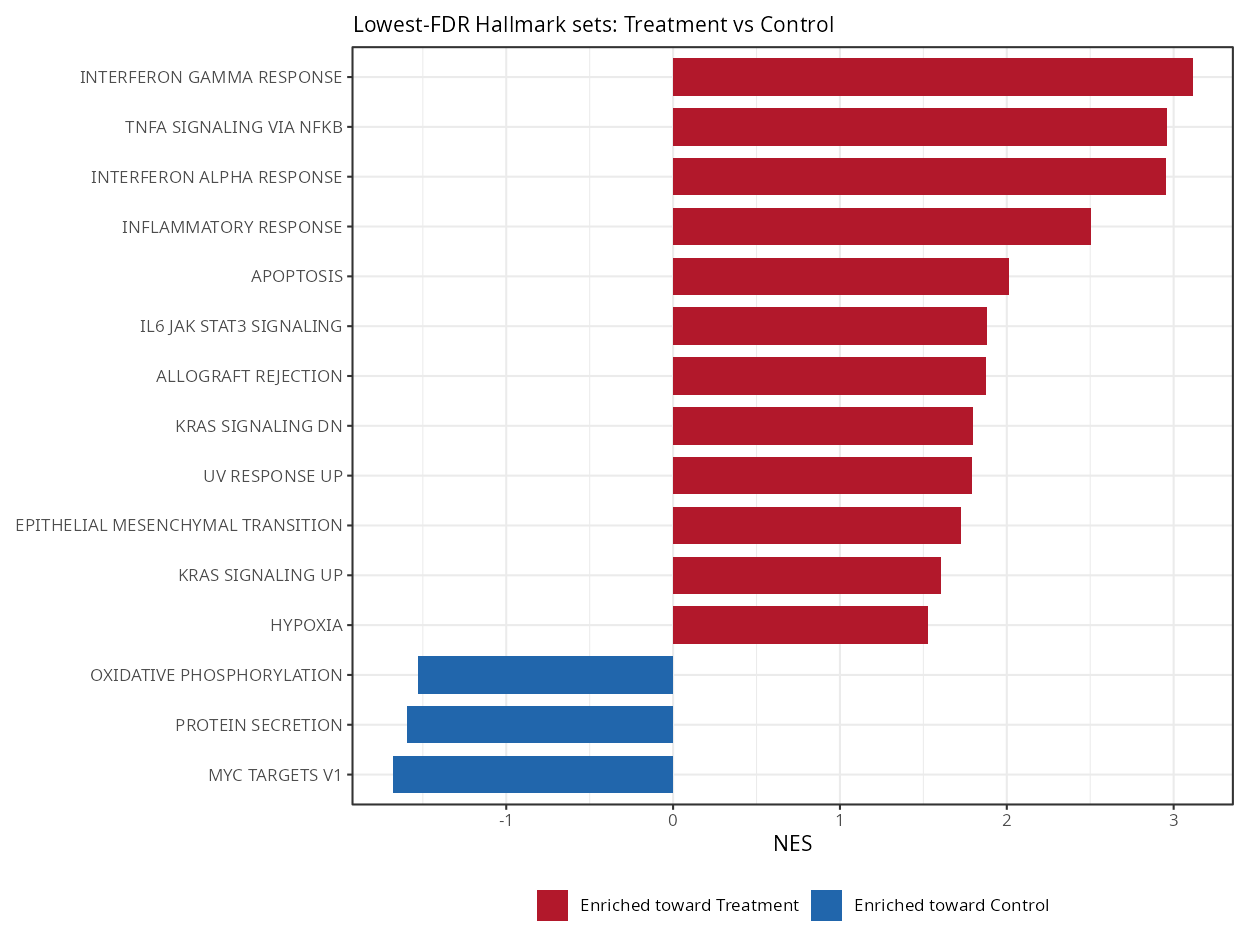 Lowest-FDR Hallmark sets: Treatment vs Control
INTERFERON GAMMA RESPONSE
TNFA SIGNALING VIA NFKB
INTERFERON ALPHA RESPONSE
INFLAMMATORY RESPONSE
APOPTOSIS
IL6 JAK STAT3 SIGNALING
ALLOGRAFT REJECTION
KRAS SIGNALING DN
UV RESPONSE UP
EPITHELIAL MESENCHYMAL TRANSITION
KRAS SIGNALING UP
HYPOXIA
OXIDATIVE PHOSPHORYLATION
PROTEIN SECRETION
MYC TARGETS V1
-1 0 1 2 3
NES
Enriched toward Treatment Enriched toward Control